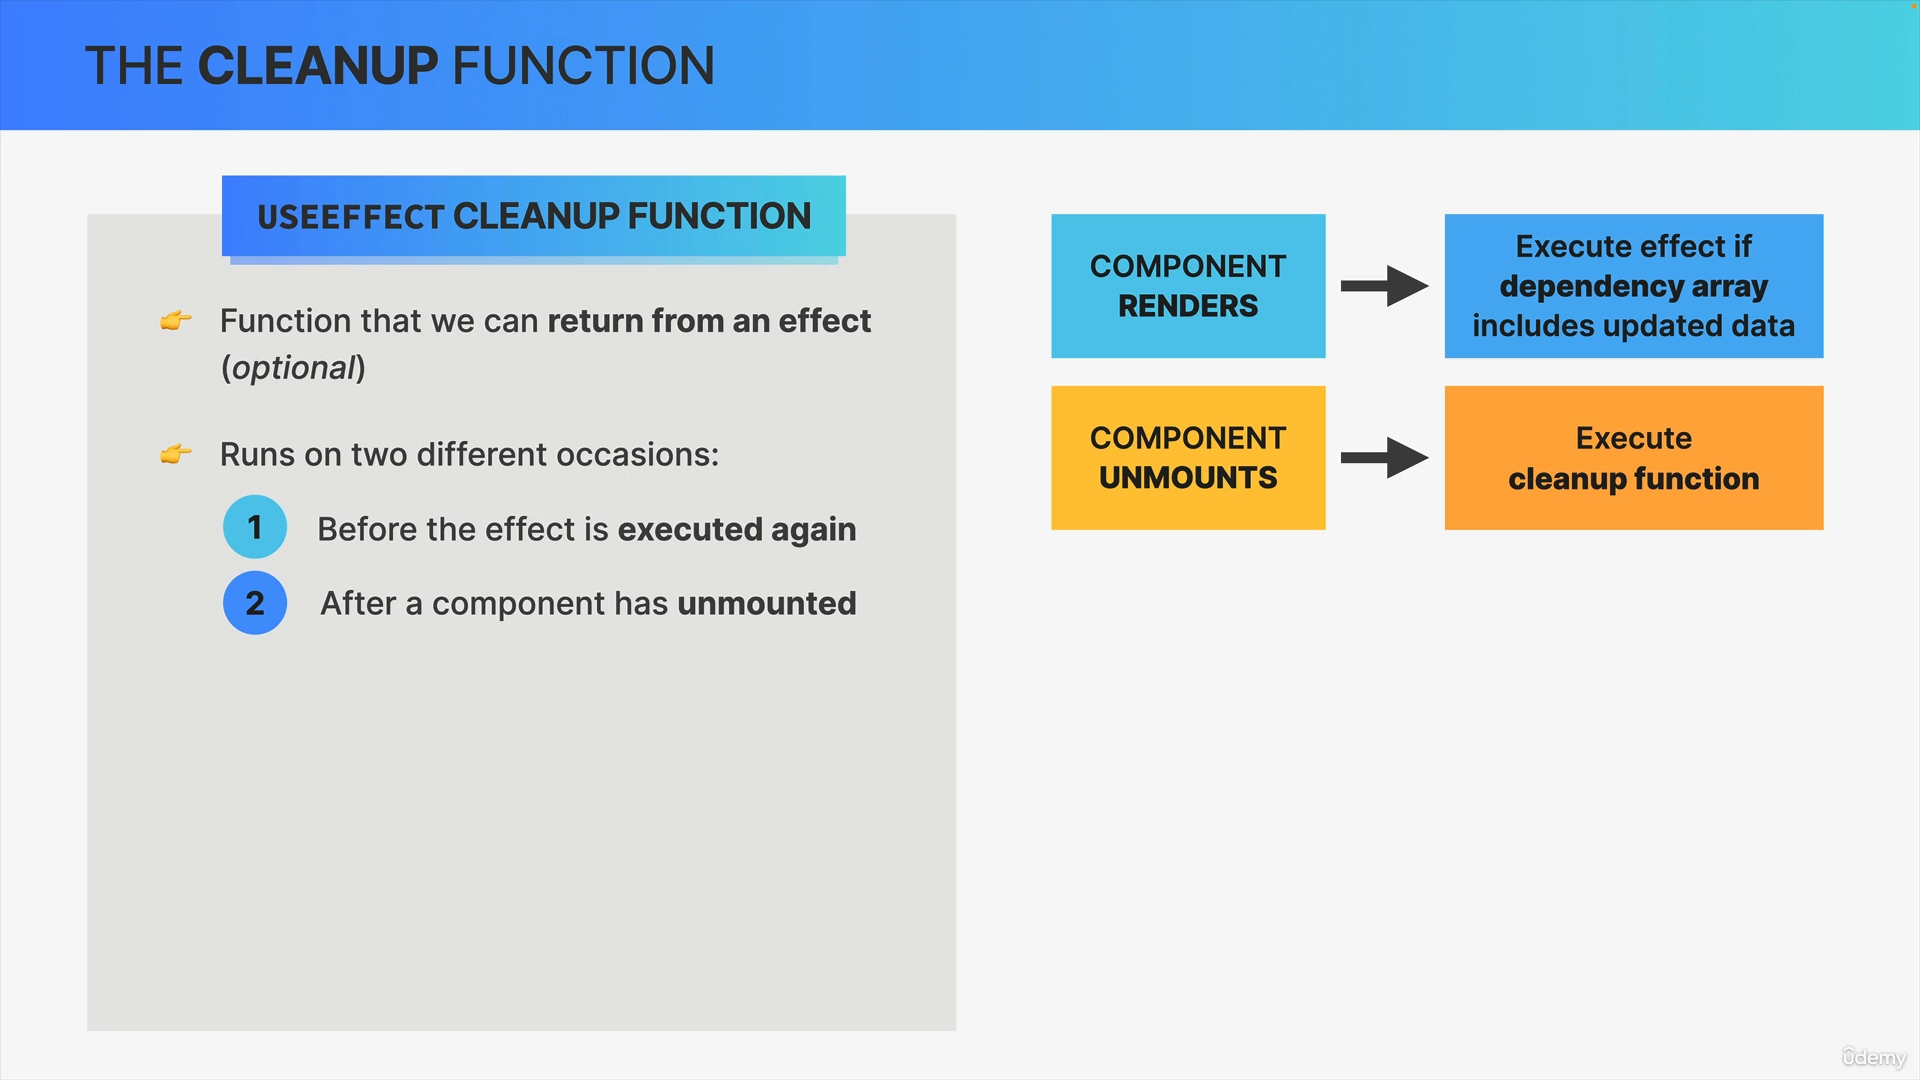 THE CLEANUP FUNCTION
USEEFFECT CLEANUP FUNCTION
Function that we can return from an effect
(optional)
Runs on two different occasions:
1 Before the effect is executed again
2 After a component has unmounted
COMPONENT
RENDERS
Execute effect if
dependency array
includes updated data
COMPONENT
UNMOUNTS
Execute
cleanup function
ûdemy